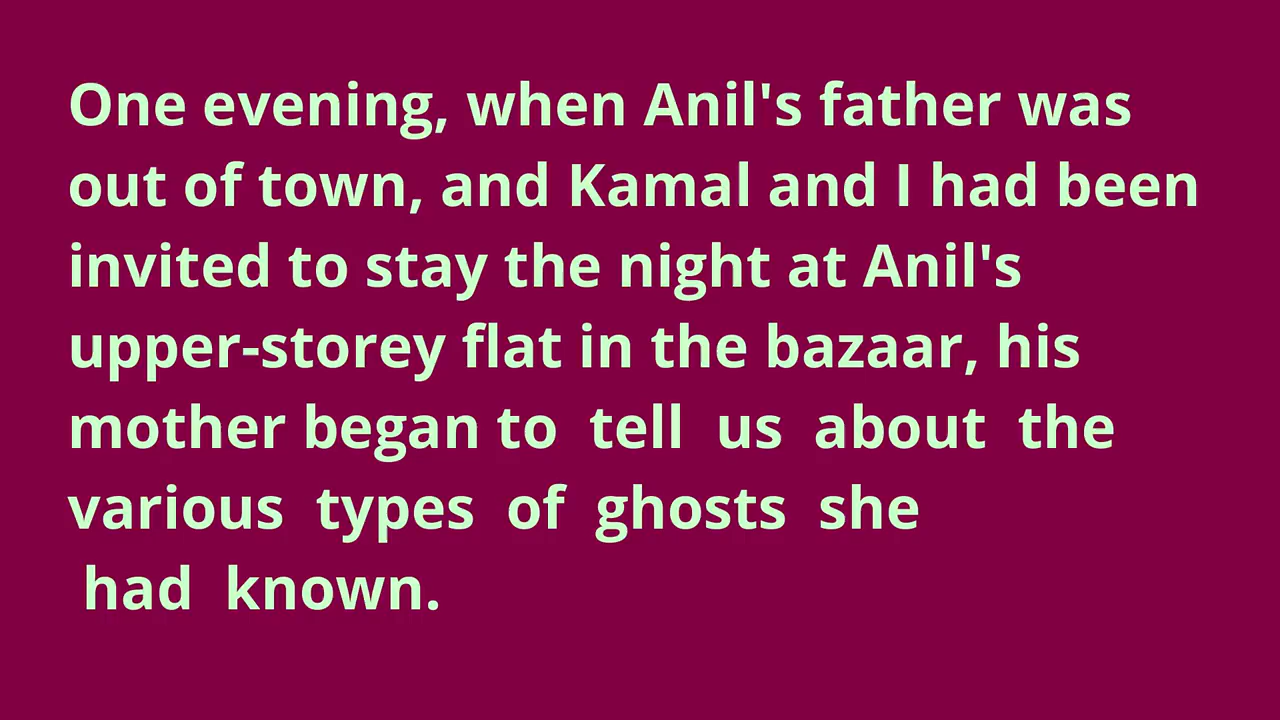 One evening, when Anil's father was
out of town, and Kamal and I had been
invited to stay the night at Anil's
upper-storey flat in the bazaar, his
mother began to  tell  us  about  the
various  types  of  ghosts  she
 had  known.